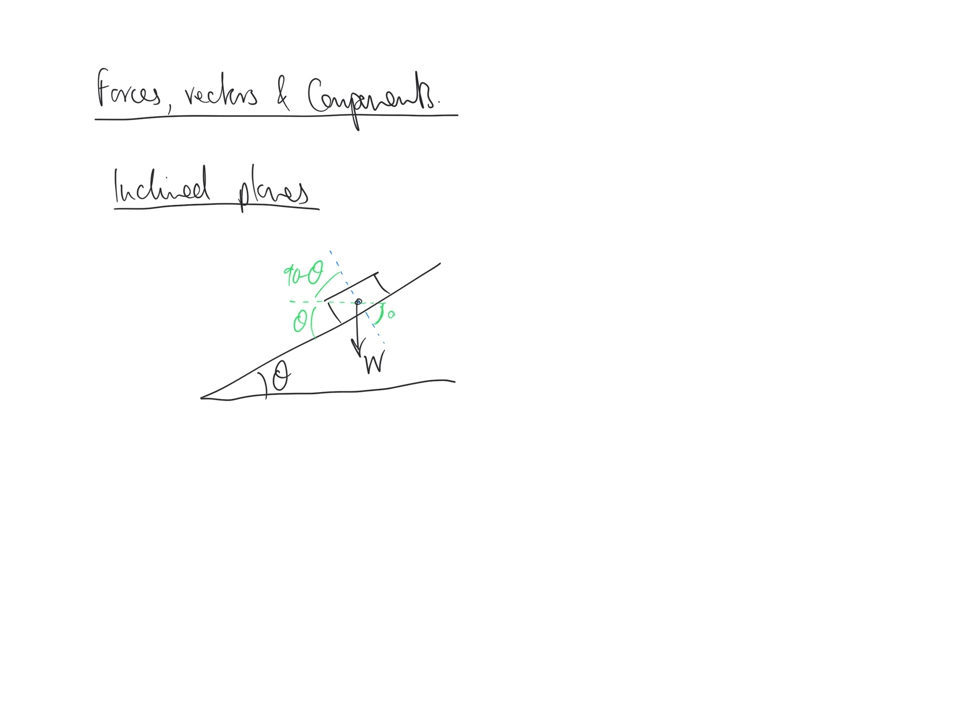 Forces, vectors & Components.
Inclined planes
90-θ
θ
W
θ